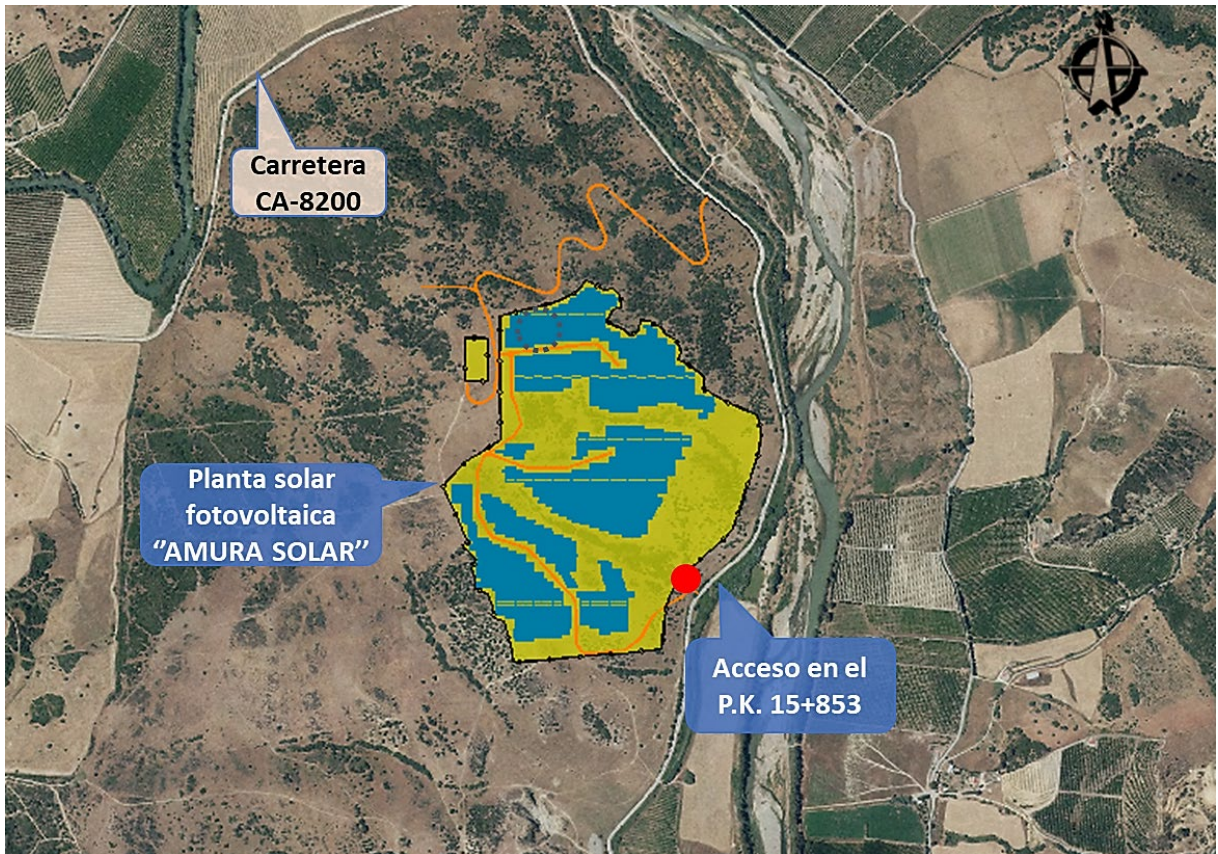 Carretera
CA-8200
Planta solar
fotovoltaica
‘’AMURA SOLAR’’
Acceso en el
P.K. 15+853